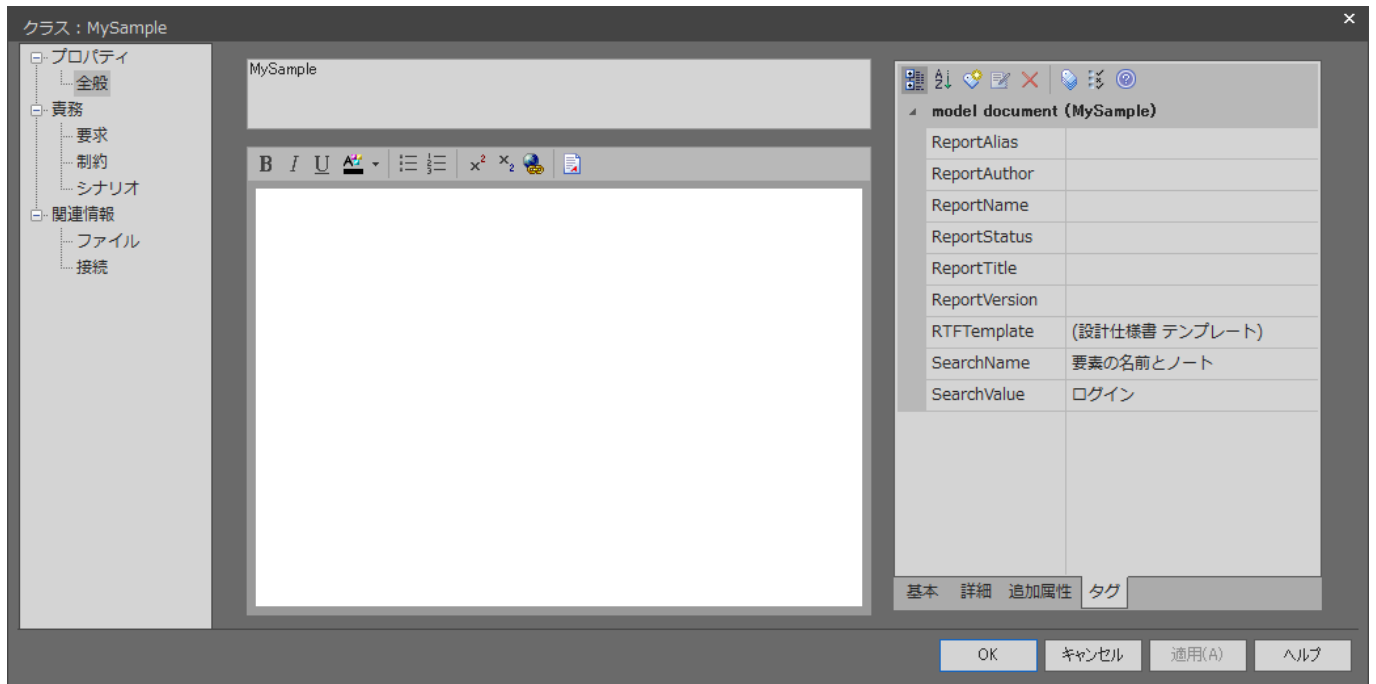 クラス : MySample
プロパティ
全般
責務
要求
制約
シナリオ
関連情報
ファイル
接続
MySample
B I U A x² ×₂
model document (MySample)
ReportAlias
ReportAuthor
ReportName
ReportStatus
ReportTitle
ReportVersion
RTFTemplate (設計仕様書 テンプレート)
SearchName 要素の名前とノート
SearchValue ログイン
基本 詳細 追加属性 タグ
OK キャンセル 適用(A) ヘルプ